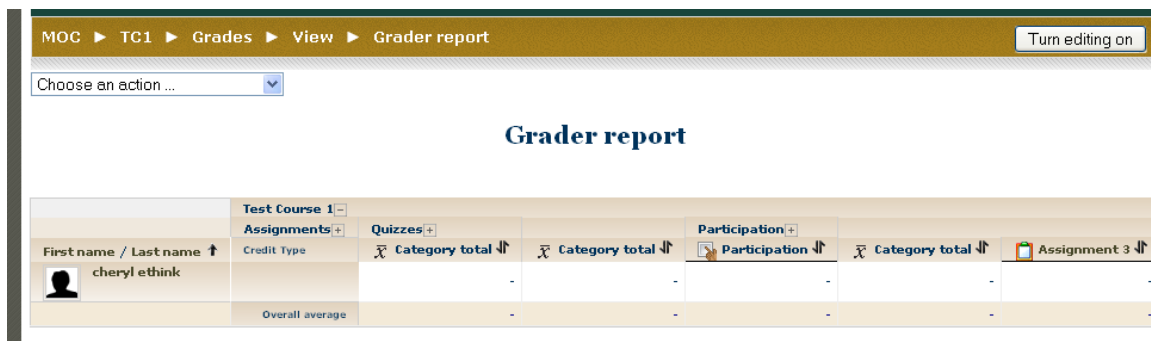 MOC ► TC1 ► Grades ► View ► Grader report
Turn editing on
Choose an action ...
Grader report
Test Course 1
Assignments Quizzes Participation
First name / Last name Credit Type x̄ Category total x̄ Category total Participation x̄ Category total Assignment 3
cheryl ethink
- - - - -
Overall average - - - - -